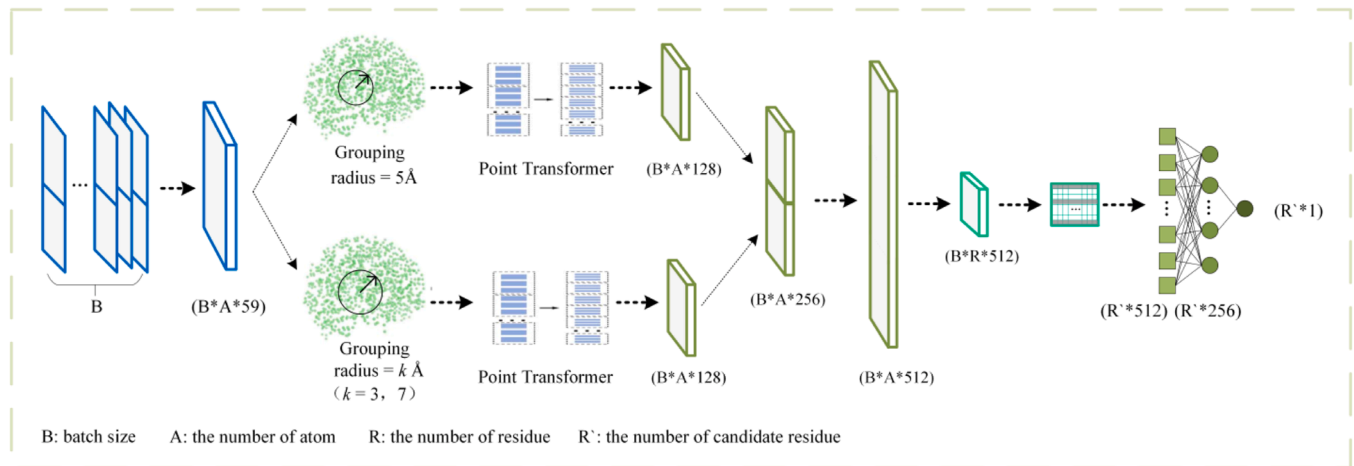 B
(B*A*59)
Grouping
radius = 5Å
Point Transformer
(B*A*128)
Grouping
radius = k Å
（k = 3，7）
Point Transformer
(B*A*128)
(B*A*256)
(B*A*512)
(B*R*512)
(R`*512) (R`*256)
(R`*1)
B: batch size A: the number of atom R: the number of residue R`: the number of candidate residue